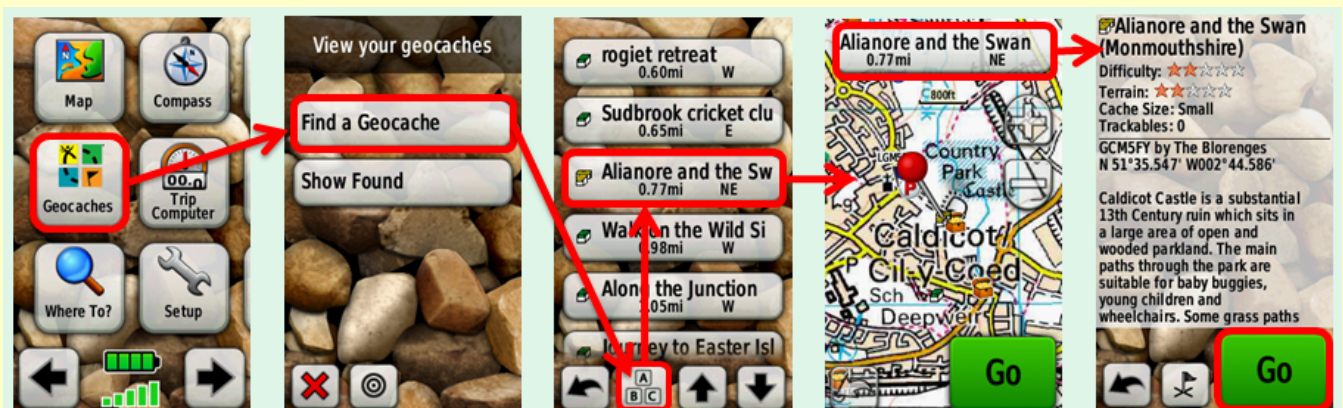 Map
Compass
Geocaches
00.0
Trip
Computer
Where To?
Setup
View your geocaches
Find a Geocache
Show Found
rogiet retreat
0.60mi W
Sudbrook cricket clu
0.65mi E
Alianore and the Sw
0.77mi NE
Walk on the Wild Si
0.98mi W
Along the Junction
1.05mi W
Journey to Easter Isl
A
B C
Alianore and the Swan
0.77mi NE
800ft
Country
Park
Castle
P
Caldicot/
Cil-y-Coed
P
Sch
Deepweir
Go
Alianore and the Swan
(Monmouthshire)
Difficulty:
Terrain:
Cache Size: Small
Trackables: 0
GCM5FY by The Blorenges
N 51°35.547' W002°44.586'
Caldicot Castle is a substantial
13th Century ruin which sits in
a large area of open and
wooded parkland. The main
paths through the park are
suitable for baby buggies,
young children and
wheelchairs. Some grass paths
Go